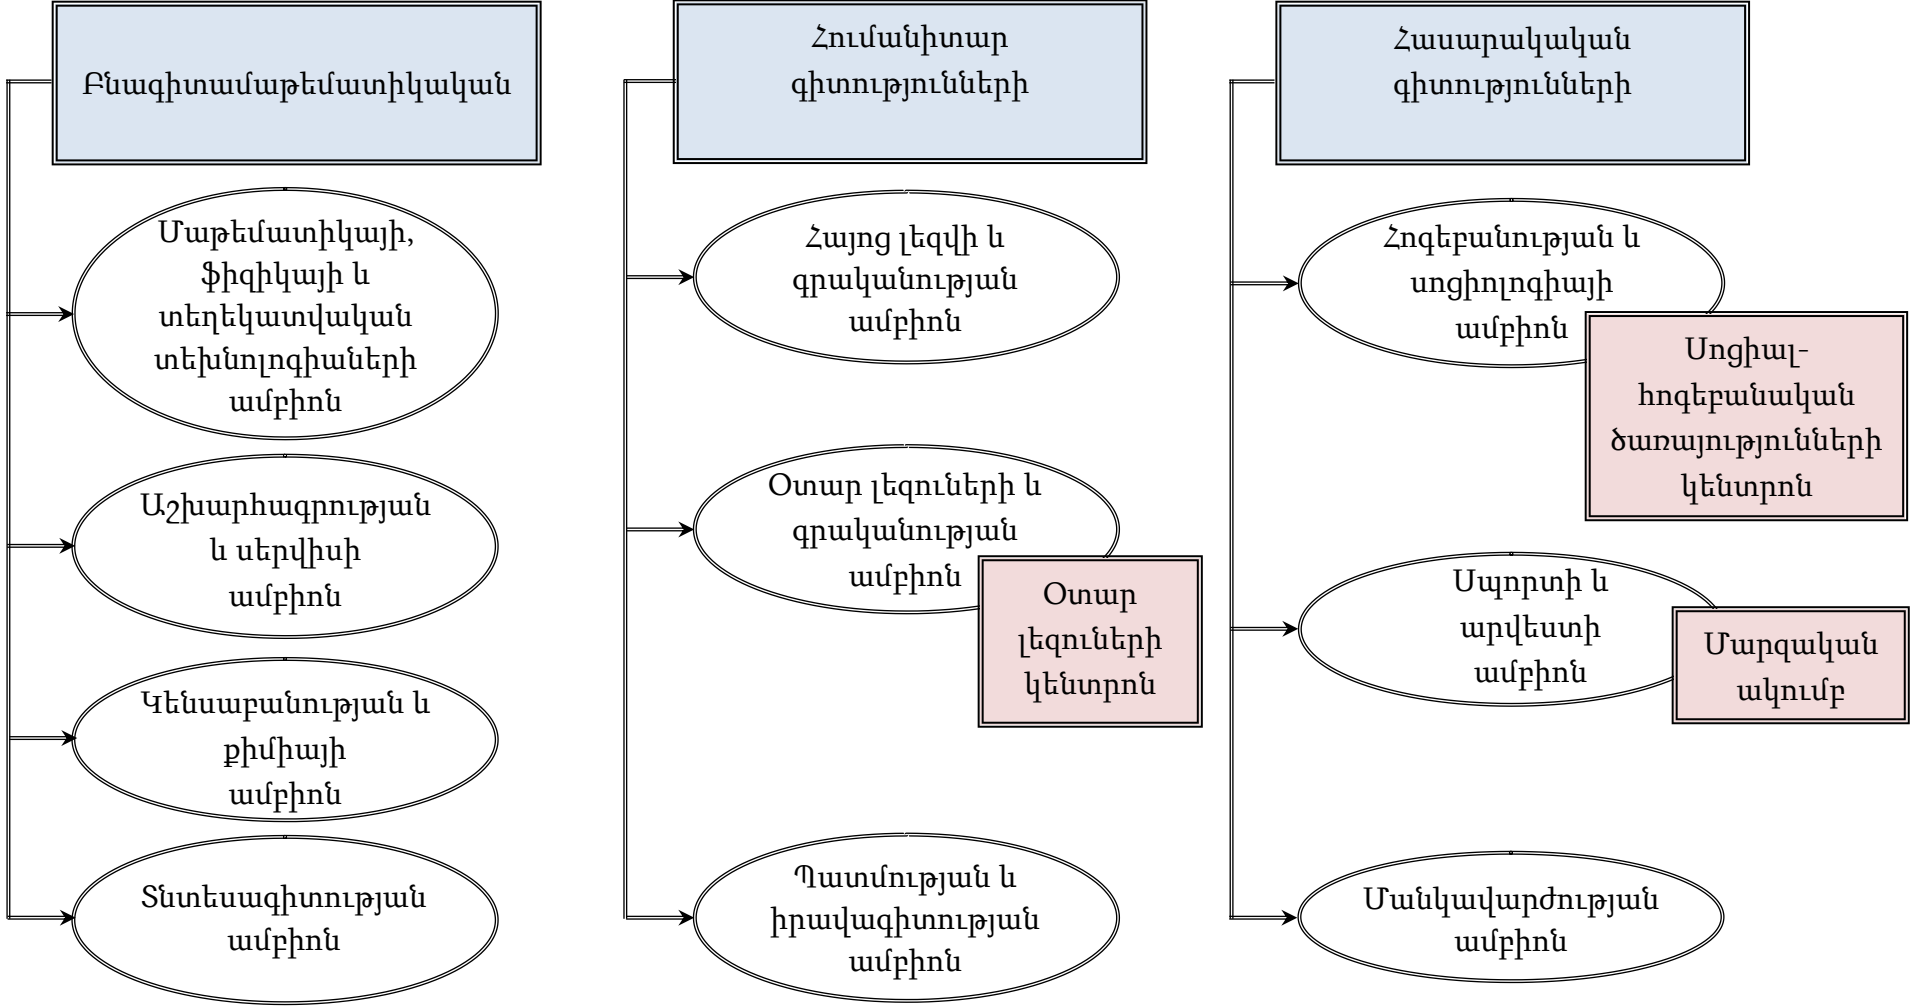 Բնագիտամաթեմատիկական
Մաթեմատիկայի,
ֆիզիկայի և
տեղեկատվական
տեխնոլոգիաների
ամբիոն
Աշխարհագրության
և սերվիսի
ամբիոն
Կենսաբանության և
քիմիայի
ամբիոն
Տնտեսագիտության
ամբիոն
Հումանիտար
գիտությունների
Հայոց լեզվի և
գրականության
ամբիոն
Օտար լեզուների և
գրականության
ամբիոն
Օտար
լեզուների
կենտրոն
Պատմության և
իրավագիտության
ամբիոն
Հասարակական
գիտությունների
Հոգեբանության և
սոցիոլոգիայի
ամբիոն
Սոցիալ-
հոգեբանական
ծառայությունների
կենտրոն
Սպորտի և
արվեստի
ամբիոն
Մարզական
ակումբ
Մանկավարժության
ամբիոն